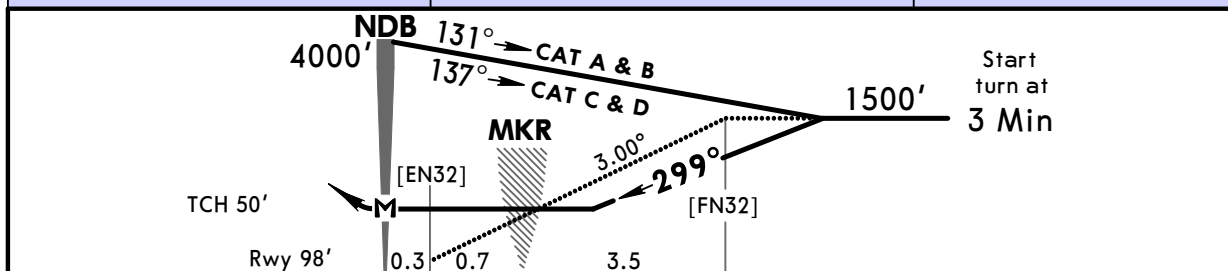 NDB
4000'
131° CAT A & B
137° CAT C & D
1500'
Start
turn at
3 Min
MKR
3.00°
299°
[EN32]
[FN32]
TCH 50'
M
Rwy 98'
0.3
0.7
3.5